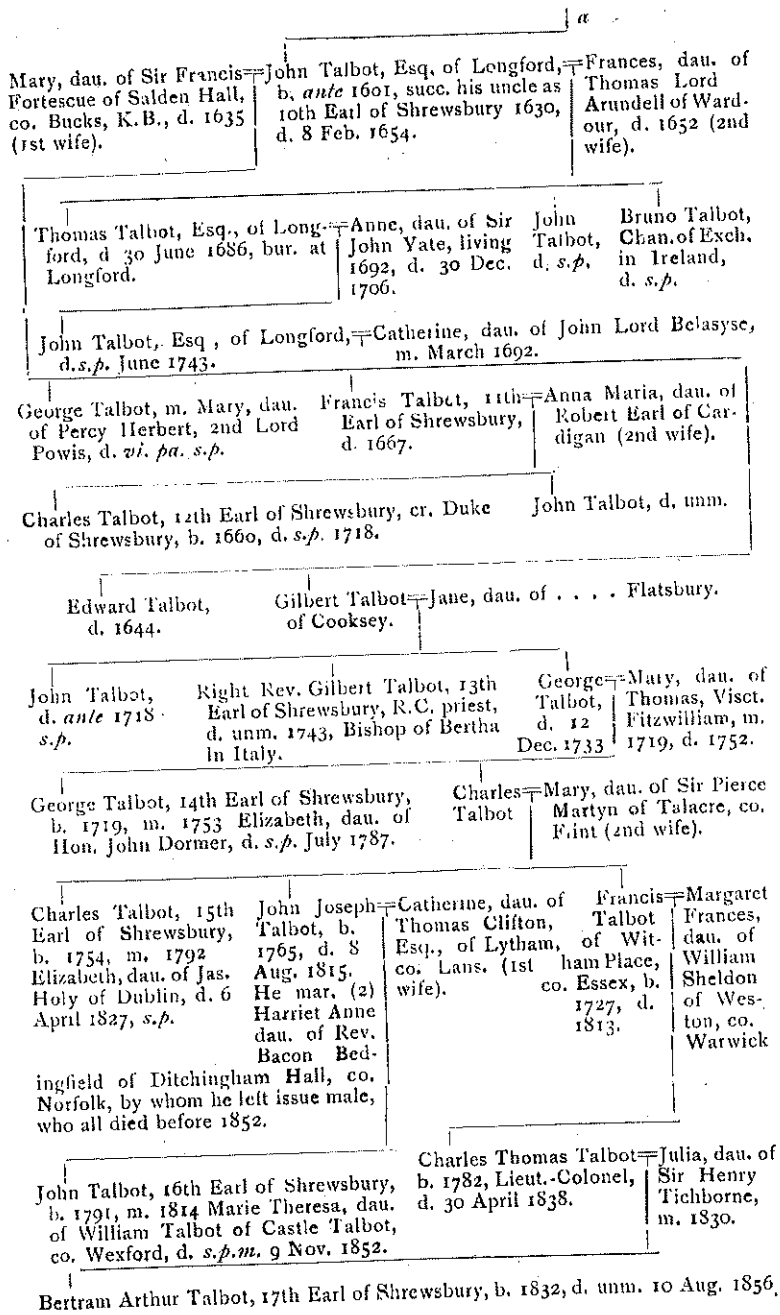 a
Mary, dau. of Sir Francis
Fortescue of Salden Hall,
co. Bucks, K.B., d. 1635
(1st wife).
John Talbot, Esq. of Longford,
b. ante 1601, succ. his uncle as
10th Earl of Shrewsbury 1630,
d. 8 Feb. 1654.
Frances, dau. of
Thomas Lord
Arundell of Ward-
our, d. 1652 (2nd
wife).
Thomas Talbot, Esq., of Long-
ford, d 30 June 1686, bur. at
Longford.
Anne, dau. of Sir
John Yate, living
1692, d. 30 Dec.
1706.
John
Talbot,
d. s.p.
Bruno Talbot,
Chan. of Exch.
in Ireland,
d. s.p.
John Talbot, Esq , of Longford,
d.s.p. June 1743.
Catherine, dau. of John Lord Belasyse,
m. March 1692.
George Talbot, m. Mary, dau.
of Percy Herbert, 2nd Lord
Powis, d. vi. pa. s.p.
Francis Talbot, 11th
Earl of Shrewsbury,
d. 1667.
Anna Maria, dau. of
Robert Earl of Car-
digan (2nd wife).
Charles Talbot, 12th Earl of Shrewsbury, cr. Duke
of Shrewsbury, b. 1660, d. s.p. 1718.
John Talbot, d. unm.
Edward Talbot,
d. 1644.
Gilbert Talbot
of Cooksey.
Jane, dau. of . . . . Flatsbury.
John Talbot,
d. ante 1718
s.p.
Right Rev. Gilbert Talbot, 13th
Earl of Shrewsbury, R.C. priest,
d. unm. 1743, Bishop of Bertha
in Italy.
George
Talbot,
d. 12
Dec. 1733
Mary, dau. of
Thomas, Visct.
Fitzwilliam, m.
1719, d. 1752.
George Talbot, 14th Earl of Shrewsbury,
b. 1719, m. 1753 Elizabeth, dau. of
Hon. John Dormer, d. s.p. July 1787.
Charles
Talbot
Mary, dau. of Sir Pierce
Martyn of Talacre, co.
Flint (2nd wife).
Charles Talbot, 15th
Earl of Shrewsbury,
b. 1754, m. 1792
Elizabeth, dau. of Jas.
Holy of Dublin, d. 6
April 1827, s.p.
John Joseph
Talbot, b.
1765, d. 8
Aug. 1815.
He mar. (2)
Harriet Anne
dau. of Rev.
Bacon Bed-
ingfield of Ditchingham Hall, co.
Norfolk, by whom he left issue male,
who all died before 1852.
Catherine, dau. of
Thomas Clifton,
Esq., of Lytham,
co. Lans. (1st
wife).
Francis
Talbot
of Wit-
ham Place,
co. Essex, b.
1727, d.
1813.
Margaret
Frances,
dau. of
William
Sheldon
of Wes-
ton, co.
Warwick
John Talbot, 16th Earl of Shrewsbury,
b. 1791, m. 1814 Marie Theresa, dau.
of William Talbot of Castle Talbot,
co. Wexford, d. s.p.m. 9 Nov. 1852.
Charles Thomas Talbot
b. 1782, Lieut.-Colonel,
d. 30 April 1838.
Julia, dau. of
Sir Henry
Tichborne,
m. 1830.
Bertram Arthur Talbot, 17th Earl of Shrewsbury, b. 1832, d. unm. 10 Aug. 1856.